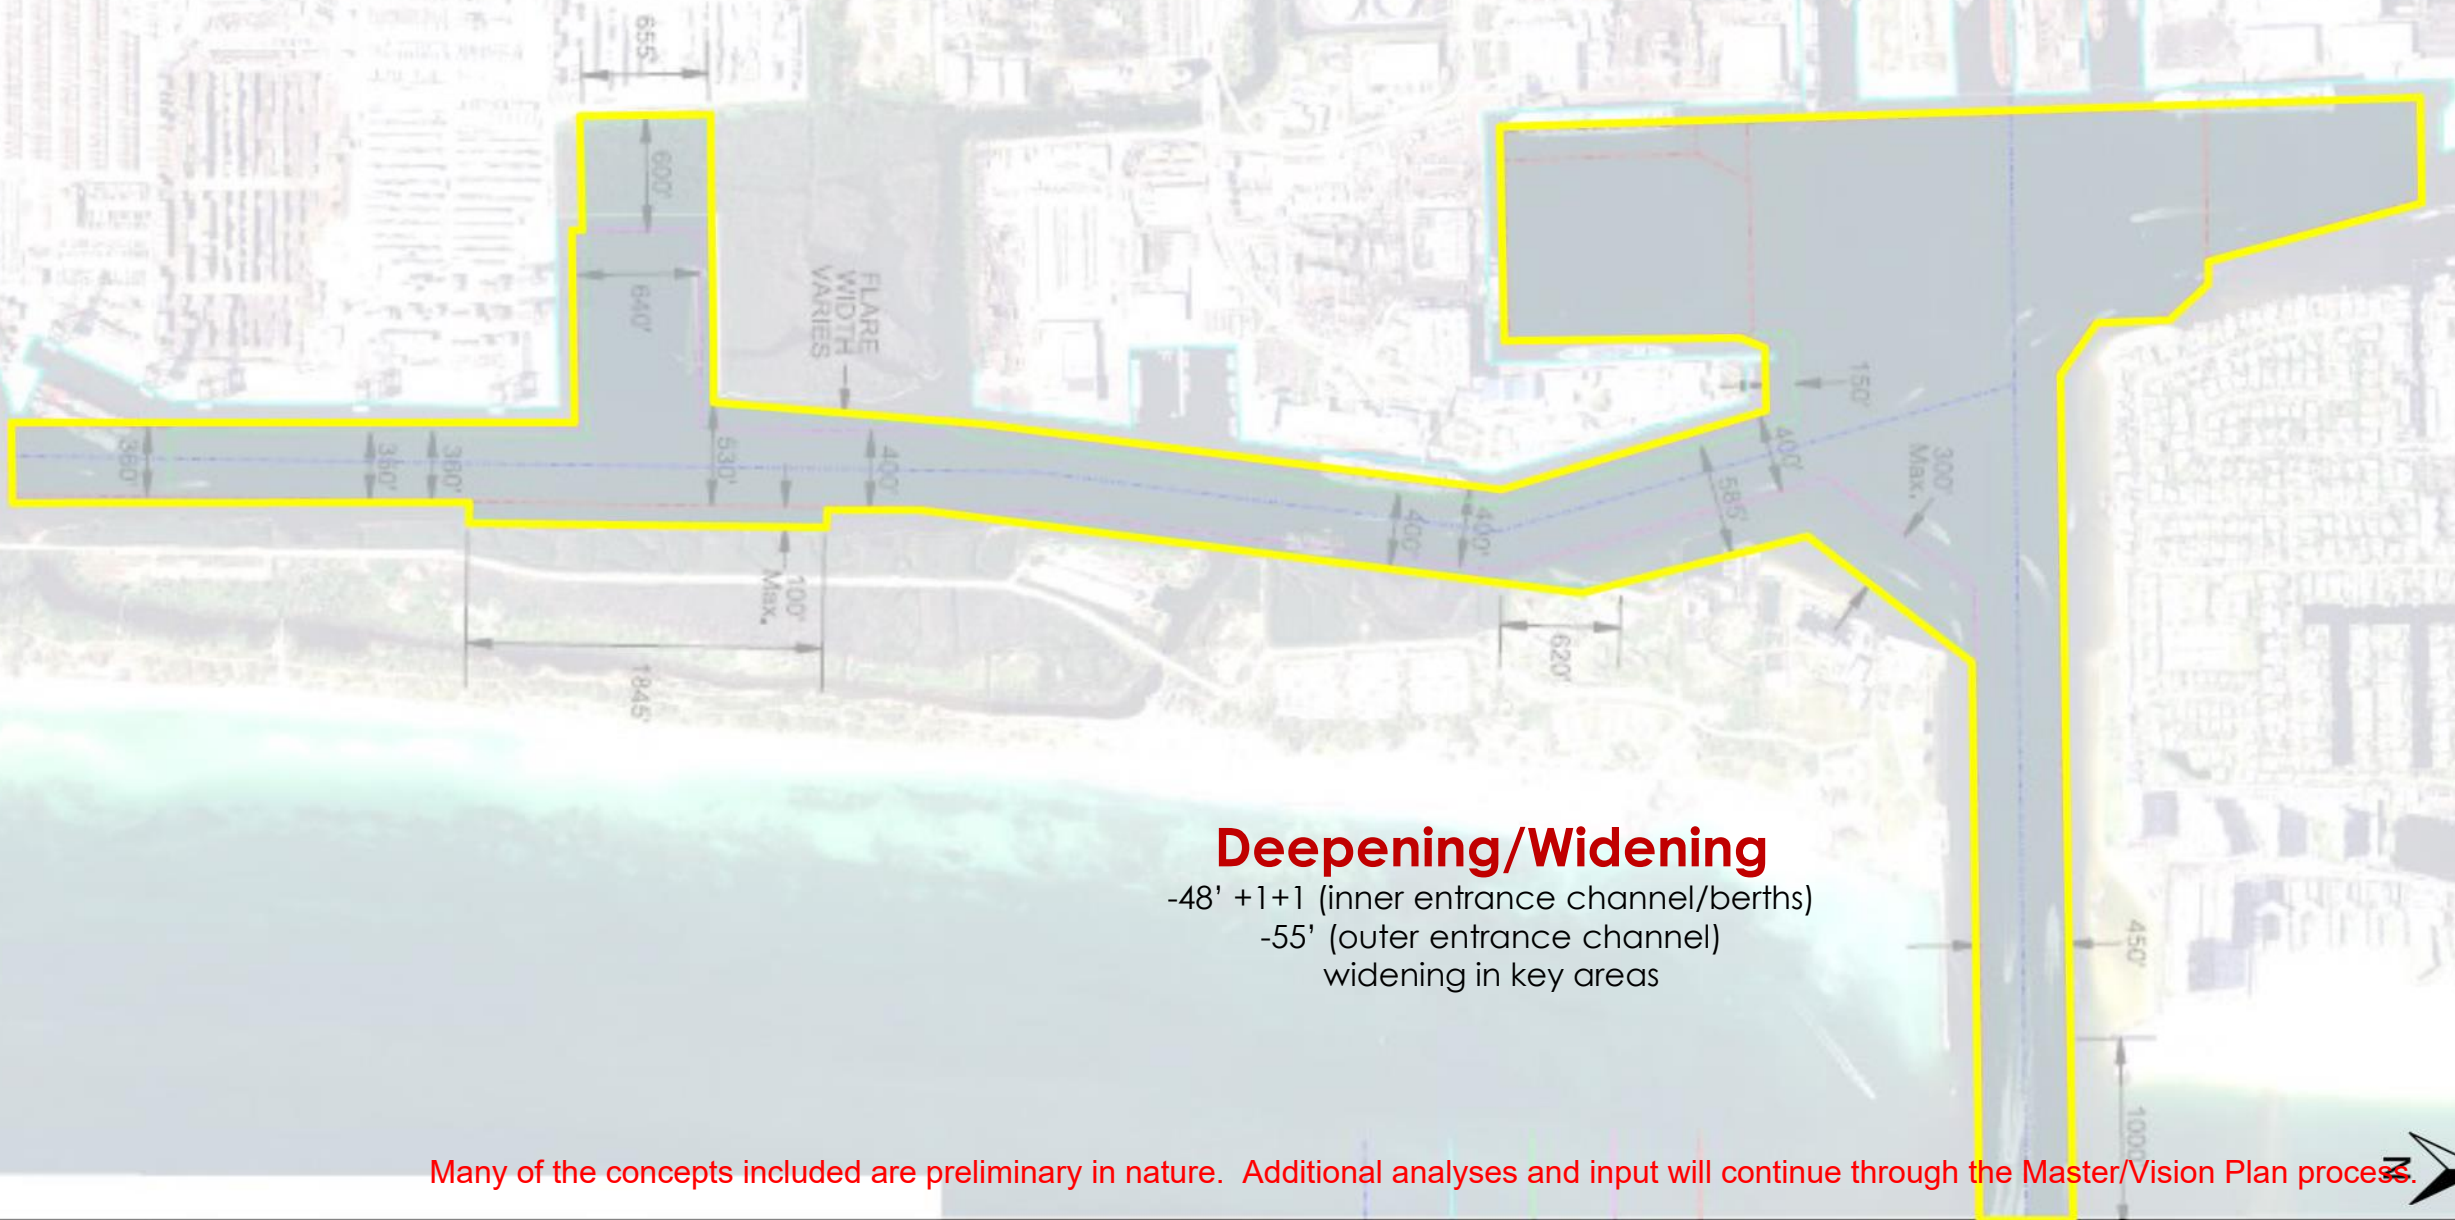 655'
600'
640'
FLARE
WIDTH
VARIES
150'
360'
360'
360'
530'
400'
400'
400'
400'
585'
300'
Max.
100'
Max.
620'
1845'
Deepening/Widening
-48' +1+1 (inner entrance channel/berths)
-55' (outer entrance channel)
widening in key areas
450'
1000'
Many of the concepts included are preliminary in nature.  Additional analyses and input will continue through the Master/Vision Plan process.
N